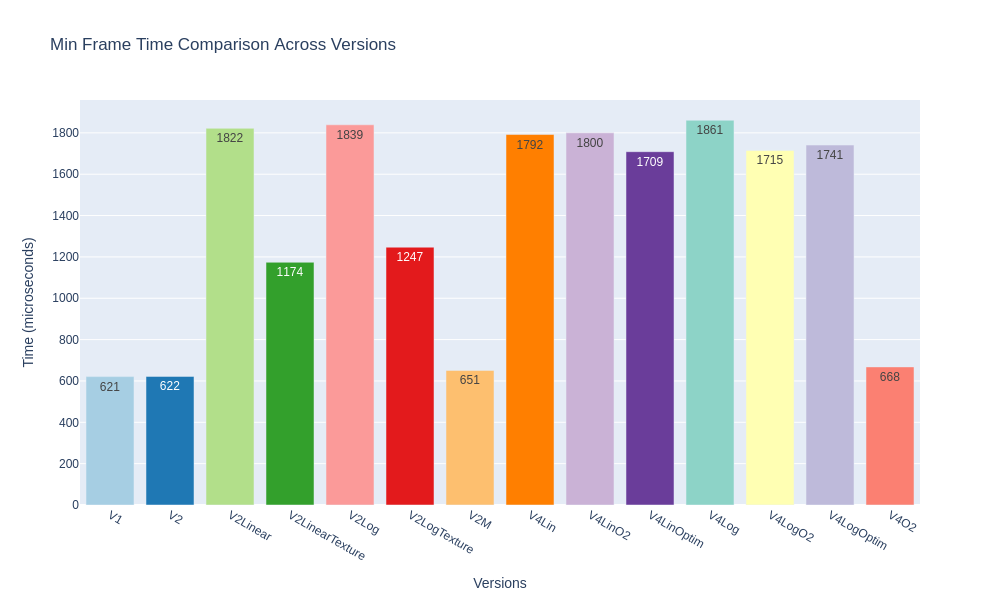 Min Frame Time Comparison Across Versions
Time (microseconds)
1800
1600
1400
1200
1000
800
600
400
200
0
621
622
1822
1174
1839
1247
651
1792
1800
1709
1861
1715
1741
668
V1
V2
V2Linear
V2LinearTexture
V2Log
V2LogTexture
V2M
V4Lin
V4LinO2
V4LinOptim
V4Log
V4LogO2
V4LogOptim
V4O2
Versions